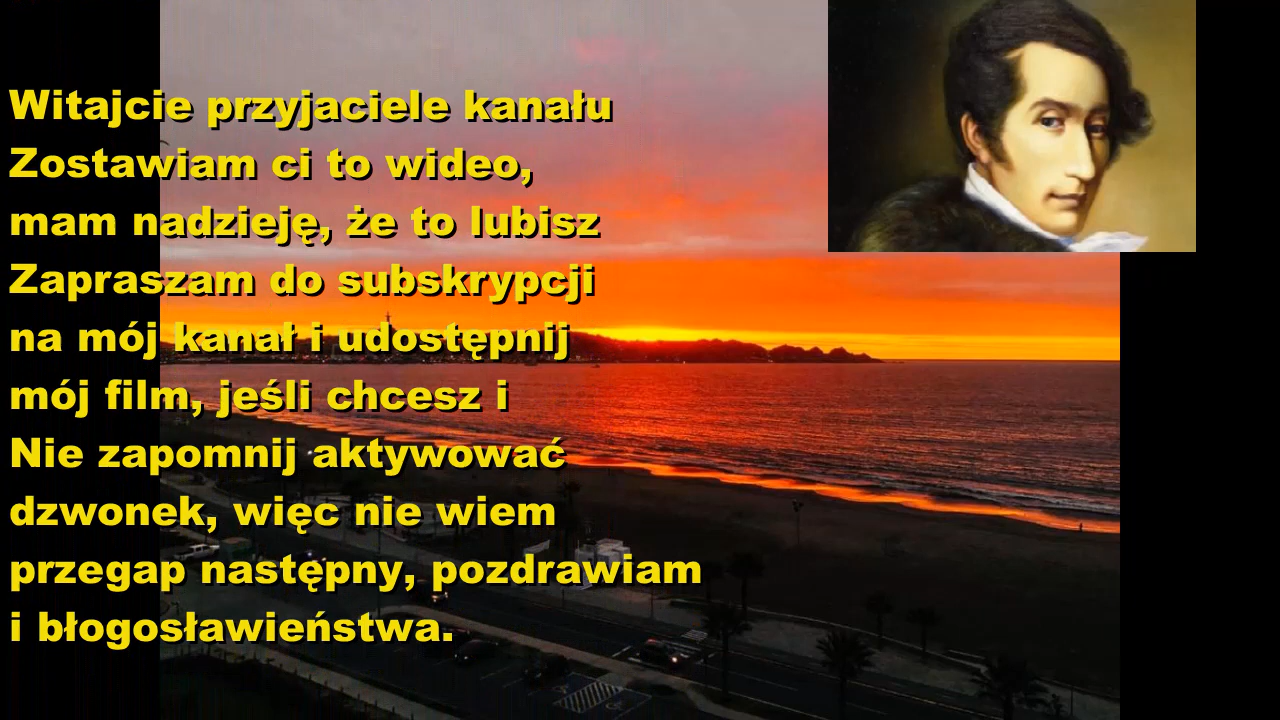 Witajcie przyjaciele kanału
Zostawiam ci to wideo,
mam nadzieję, że to lubisz
Zapraszam do subskrypcji
na mój kanał i udostępnij
mój film, jeśli chcesz i
Nie zapomnij aktywować
dzwonek, więc nie wiem
przegap następny, pozdrawiam
i błogosławieństwa.